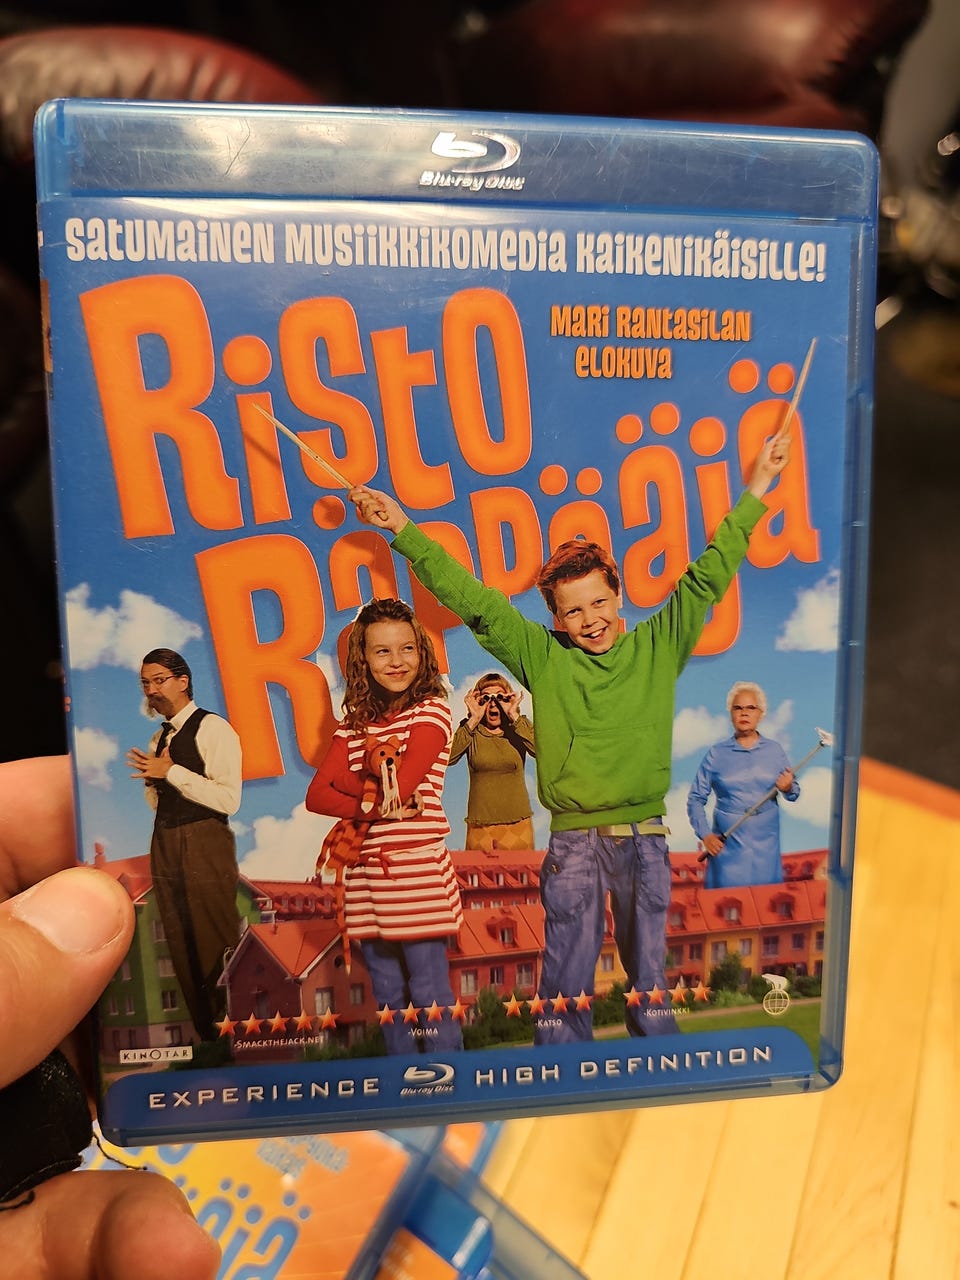 Blu-ray Disc
SATUMAINEN MUSIIKKIKOMEDIA KAIKENIKÄISILLE!
RISTO
RÄPPÄÄJÄ
MARI RANTASILAN
ELOKUVA
-SMACKTHEJACK.NET
-VOIMA
-KATSO
-KOTIVINKKI
KINOTAR
EXPERIENCE Blu-ray Disc HIGH DEFINITION